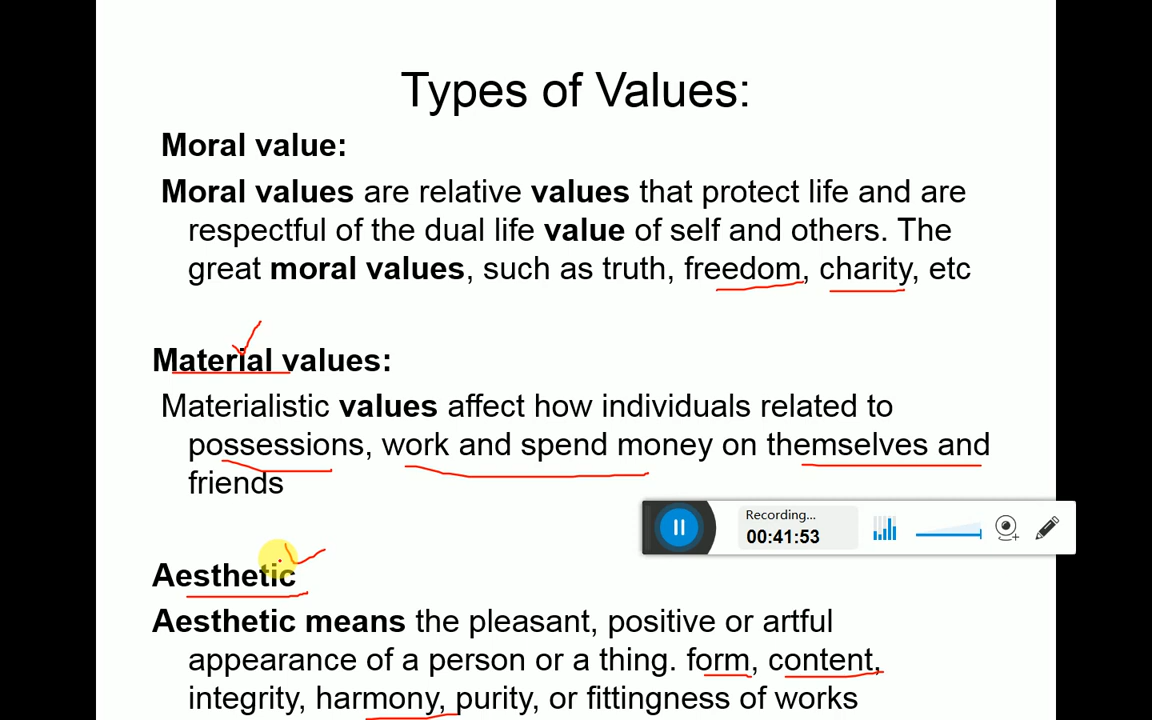 Types of Values:
Moral value:
Moral values are relative values that protect life and are
respectful of the dual life value of self and others. The
great moral values, such as truth, freedom, charity, etc
Material values:
Materialistic values affect how individuals related to
possessions, work and spend money on themselves and
friends
Recording...
00:41:53
Aesthetic
Aesthetic means the pleasant, positive or artful
appearance of a person or a thing. form, content,
integrity, harmony, purity, or fittingness of works